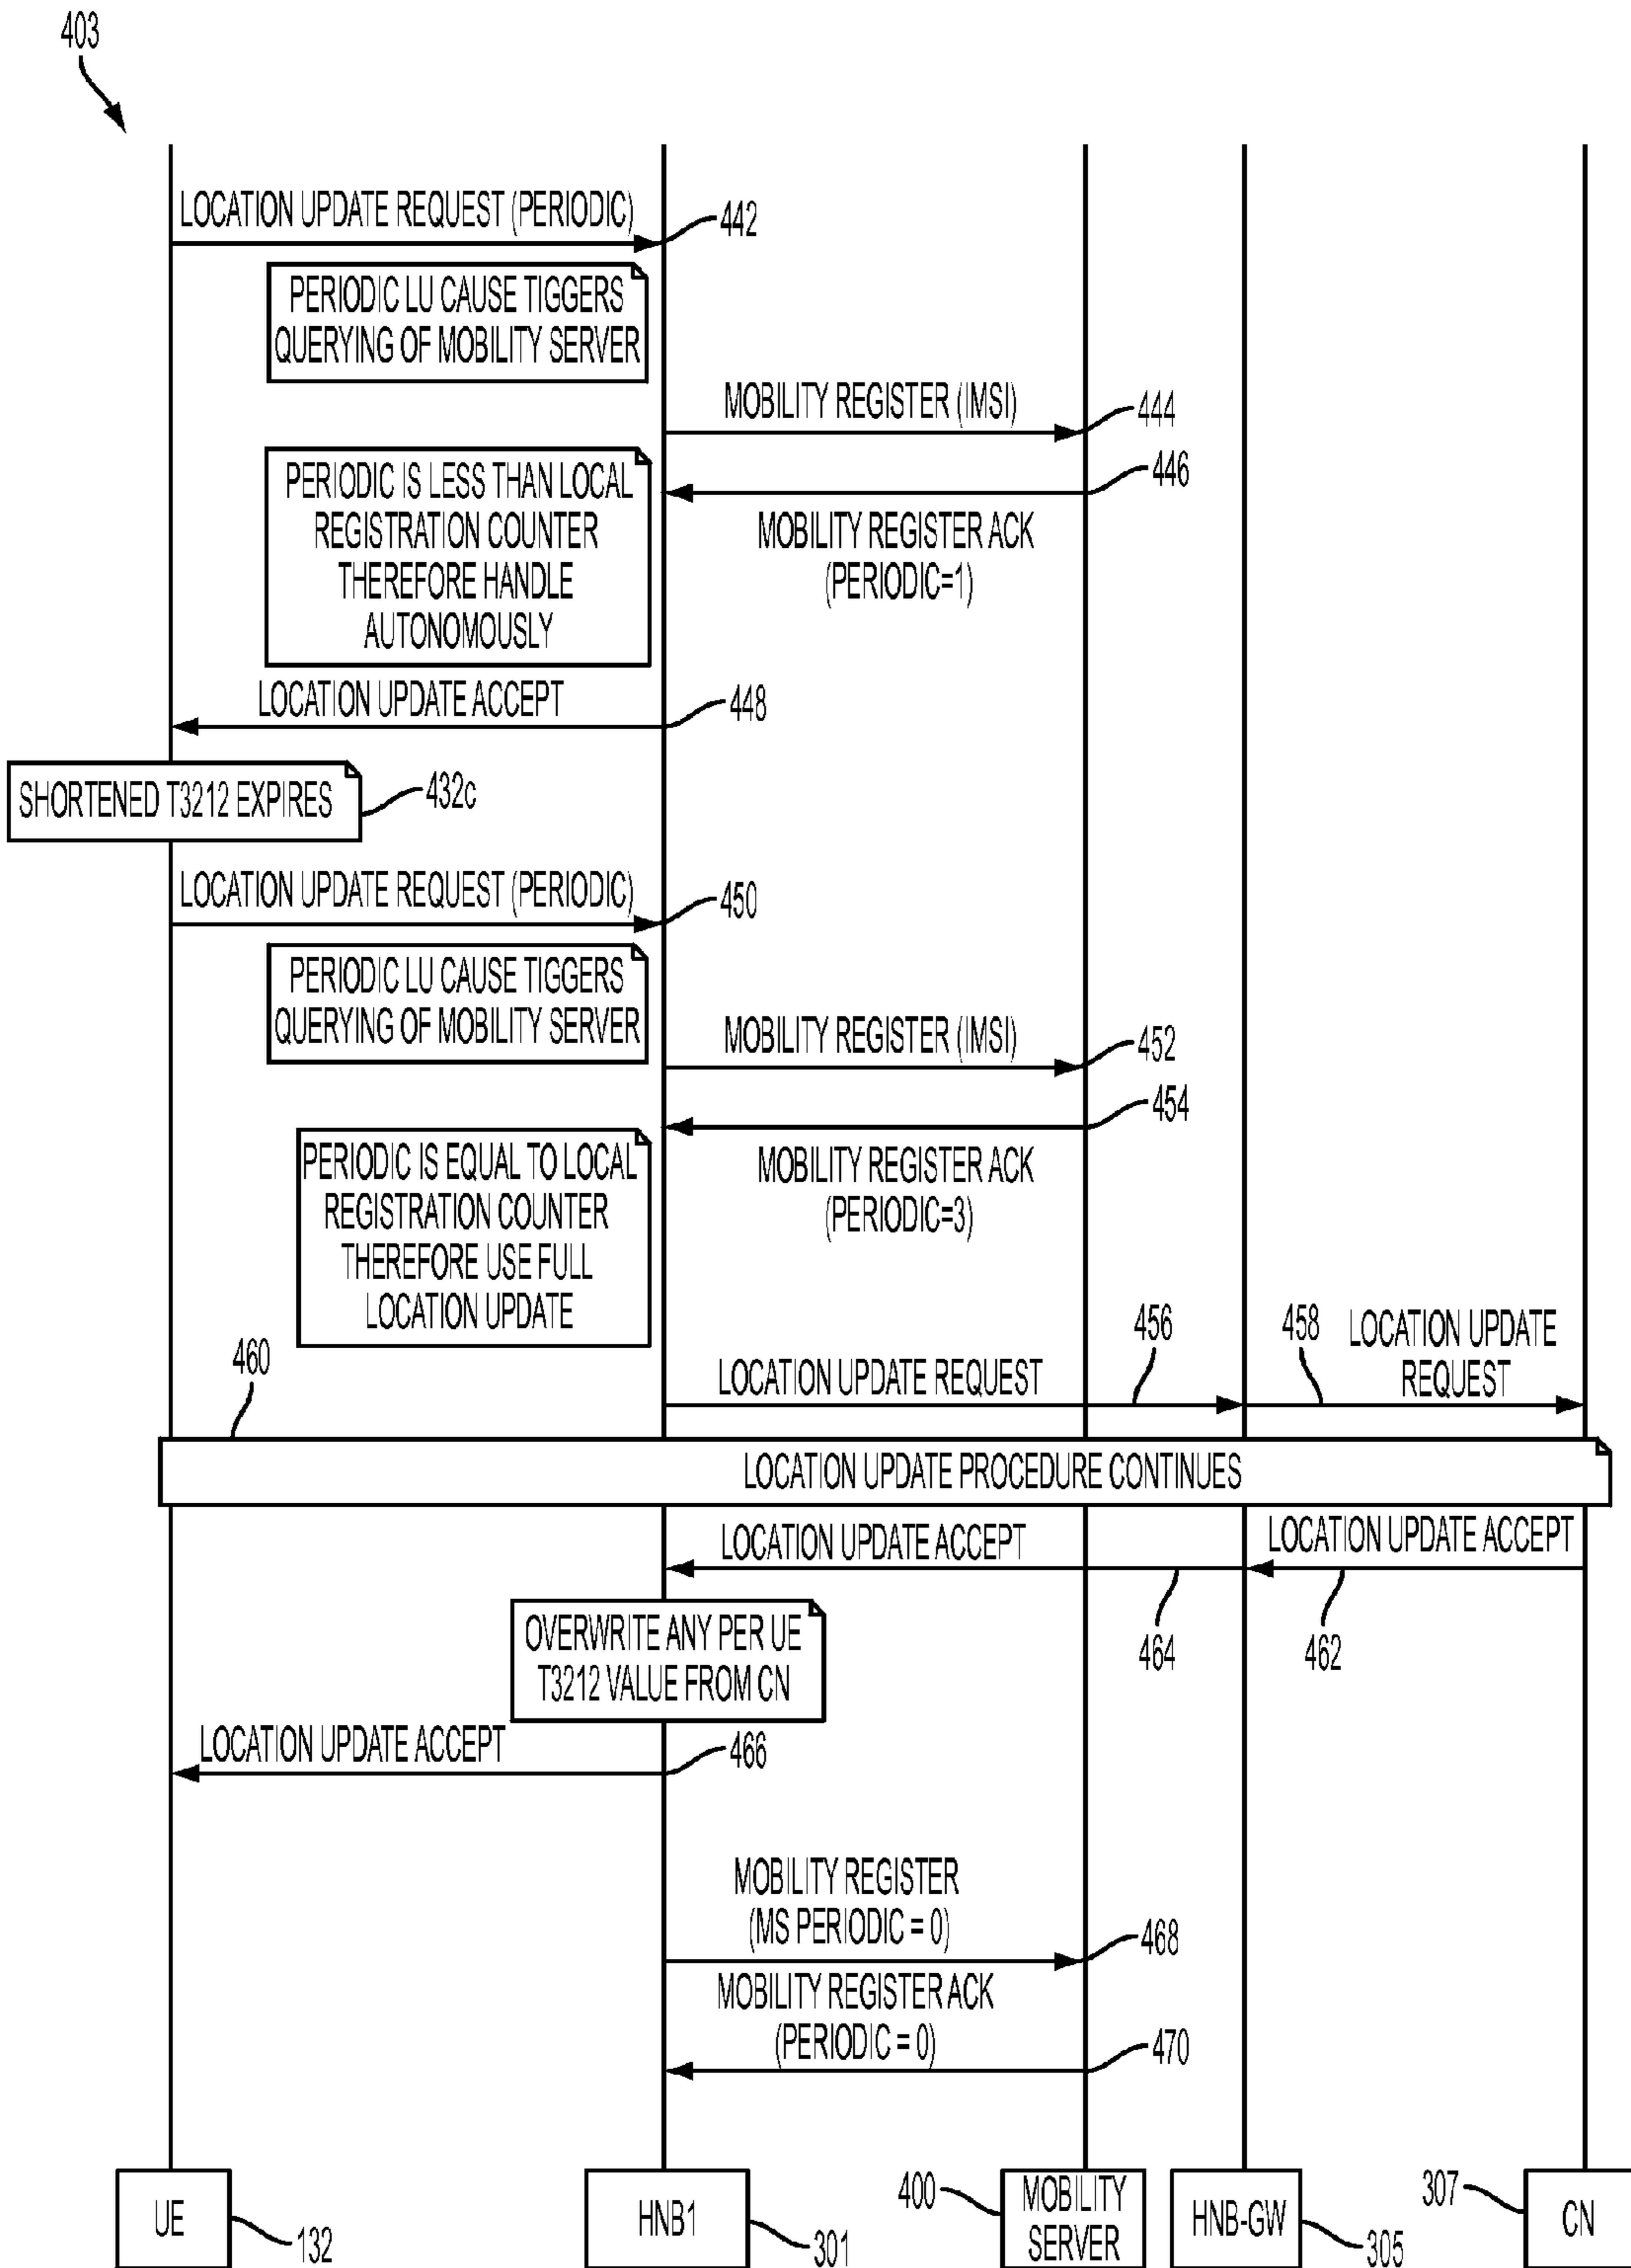 403
LOCATION UPDATE REQUEST (PERIODIC)
442
PERIODIC LU CAUSE TIGGERS
QUERYING OF MOBILITY SERVER
MOBILITY REGISTER (IMSI)
444
PERIODIC IS LESS THAN LOCAL
REGISTRATION COUNTER
THEREFORE HANDLE
AUTONOMOUSLY
446
MOBILITY REGISTER ACK
(PERIODIC=1)
LOCATION UPDATE ACCEPT
448
SHORTENED T3212 EXPIRES
432c
LOCATION UPDATE REQUEST (PERIODIC)
450
PERIODIC LU CAUSE TIGGERS
QUERYING OF MOBILITY SERVER
MOBILITY REGISTER (IMSI)
452
454
PERIODIC IS EQUAL TO LOCAL
REGISTRATION COUNTER
THEREFORE USE FULL
LOCATION UPDATE
MOBILITY REGISTER ACK
(PERIODIC=3)
LOCATION UPDATE REQUEST
456
458
LOCATION UPDATE
REQUEST
460
LOCATION UPDATE PROCEDURE CONTINUES
LOCATION UPDATE ACCEPT
LOCATION UPDATE ACCEPT
464
462
OVERWRITE ANY PER UE
T3212 VALUE FROM CN
LOCATION UPDATE ACCEPT
466
MOBILITY REGISTER
(MS PERIODIC = 0)
468
MOBILITY REGISTER ACK
(PERIODIC = 0)
470
UE
132
HNB1
301
400
MOBILITY
SERVER
HNB-GW
305
307
CN